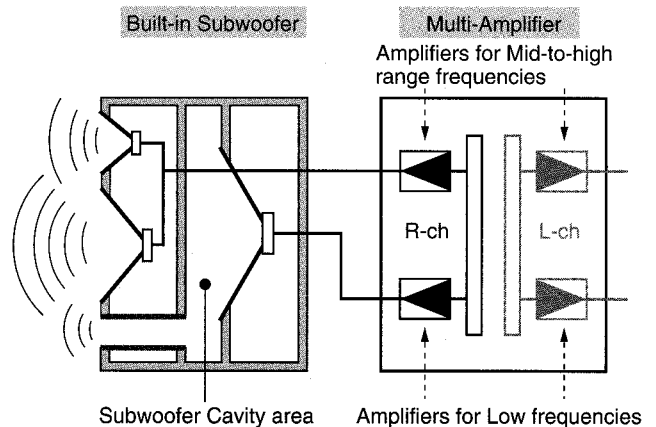 Built-in Subwoofer
Multi-Amplifier
Amplifiers for Mid-to-high
range frequencies
R-ch
L-ch
Subwoofer Cavity area
Amplifiers for Low frequencies